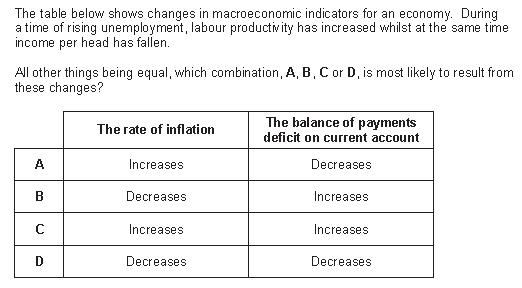 The table below shows changes in macroeconomic indicators for an economy. During
a time of rising unemployment, labour productivity has increased whilst at the same time
income per head has fallen.
All other things being equal, which combination, A, B, C or D, is most likely to result from
these changes?
The rate of inflation
The balance of payments
deficit on current account
A Increases Decreases
B Decreases Increases
C Increases Increases
D Decreases Decreases